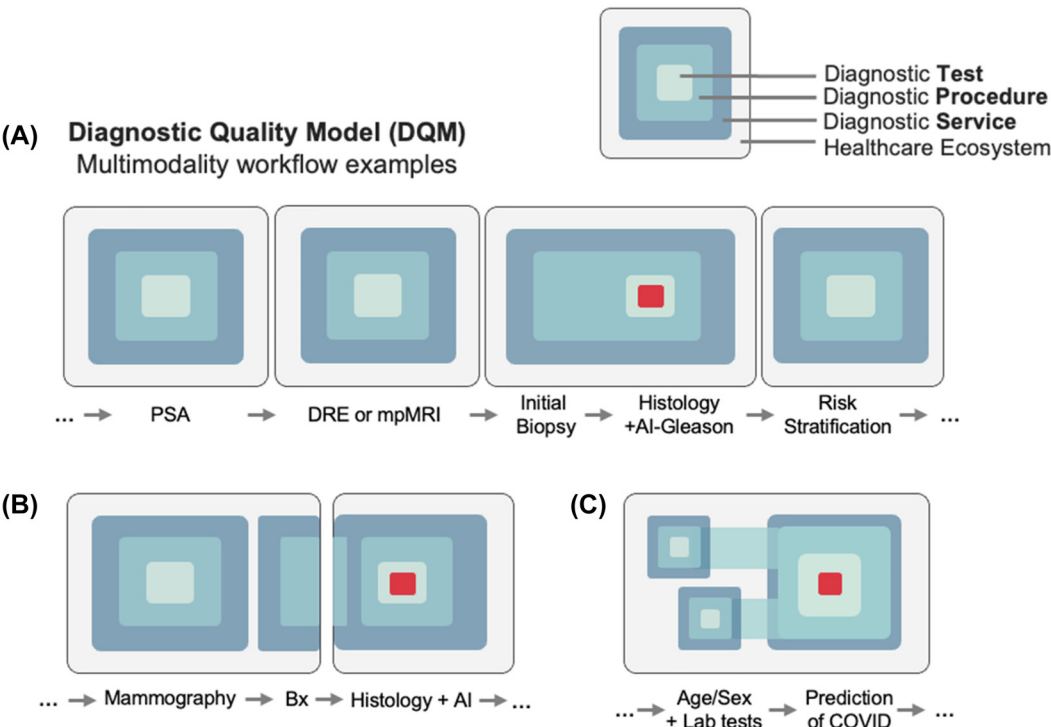 Diagnostic Test
Diagnostic Procedure
Diagnostic Service
Healthcare Ecosystem
(A)
Diagnostic Quality Model (DQM)
Multimodality workflow examples
... → PSA → DRE or mpMRI → Initial Biopsy → Histology +AI-Gleason → Risk Stratification → ...
(B)
... → Mammography → Bx → Histology + AI → ...
(C)
... → Age/Sex + Lab tests → Prediction of COVID → ...